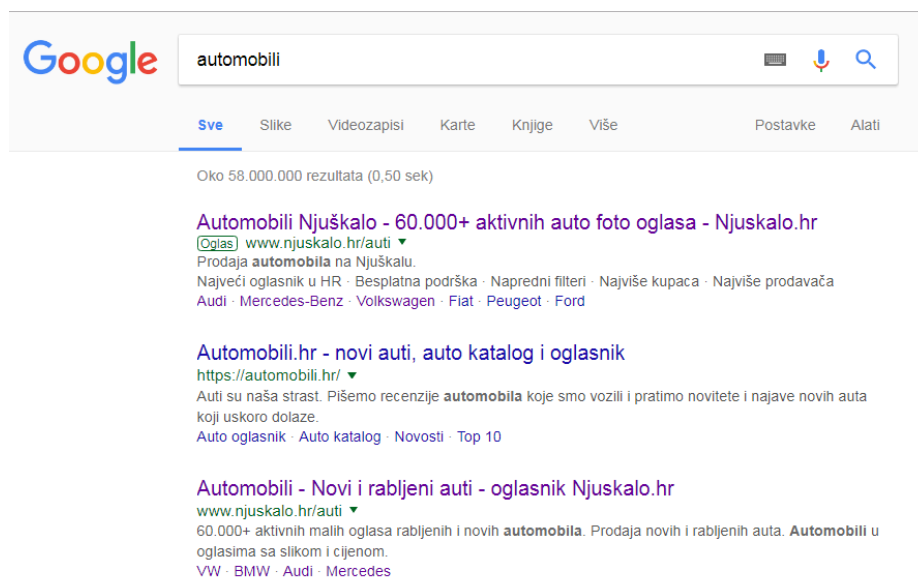 Google
automobili
Sve Slike Videozapisi Karte Knjige Više Postavke Alati
Oko 58.000.000 rezultata (0,50 sek)
Automobili Njuškalo - 60.000+ aktivnih auto foto oglasa - Njuskalo.hr
Oglas www.njuskalo.hr/auti ▼
Prodaja automobila na Njuškalu.
Najveći oglasnik u HR · Besplatna podrška · Napredni filteri · Najviše kupaca · Najviše prodavača
Audi · Mercedes-Benz · Volkswagen · Fiat · Peugeot · Ford
Automobili.hr - novi auti, auto katalog i oglasnik
https://automobili.hr/ ▼
Auti su naša strast. Pišemo recenzije automobila koje smo vozili i pratimo novitete i najave novih auta
koji uskoro dolaze.
Auto oglasnik · Auto katalog · Novosti · Top 10
Automobili - Novi i rabljeni auti - oglasnik Njuskalo.hr
www.njuskalo.hr/auti ▼
60.000+ aktivnih malih oglasa rabljenih i novih automobila. Prodaja novih i rabljenih auta. Automobili u
oglasima sa slikom i cijenom.
VW · BMW · Audi · Mercedes